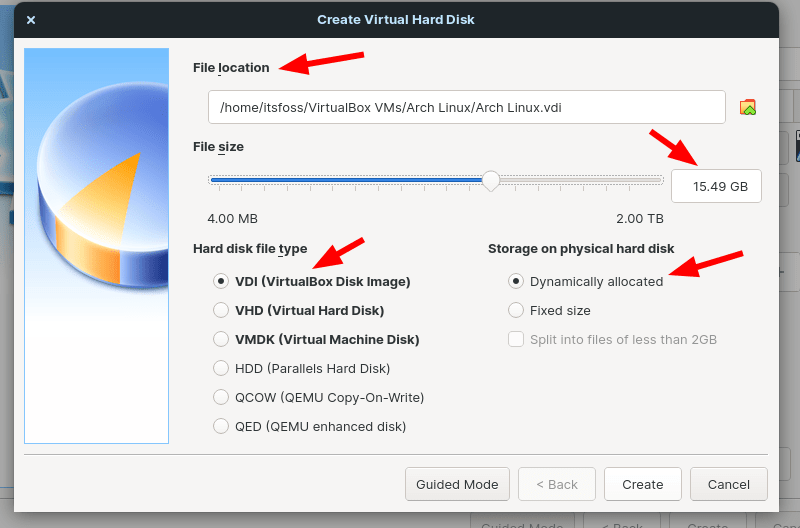 Create Virtual Hard Disk
File location
/home/itsfoss/VirtualBox VMs/Arch Linux/Arch Linux.vdi
File size
15.49 GB
4.00 MB 2.00 TB
Hard disk file type
VDI (VirtualBox Disk Image)
VHD (Virtual Hard Disk)
VMDK (Virtual Machine Disk)
HDD (Parallels Hard Disk)
QCOW (QEMU Copy-On-Write)
QED (QEMU enhanced disk)
Storage on physical hard disk
Dynamically allocated
Fixed size
Split into files of less than 2GB
Guided Mode < Back Create Cancel
Guided Mode < Back Create